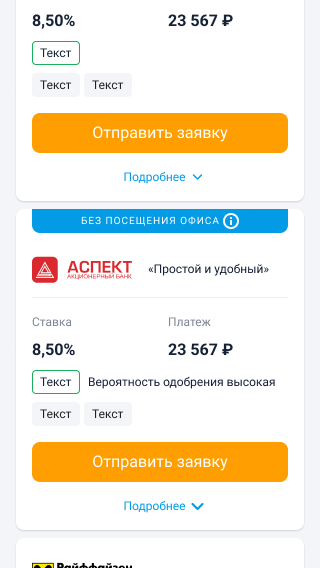 8,50% 23 567 ₽
Текст
Текст Текст
Отправить заявку
Подробнее
БЕЗ ПОСЕЩЕНИЯ ОФИСА
АСПЕКТ
АКЦИОНЕРНЫЙ БАНК
«Простой и удобный»
Ставка Платеж
8,50% 23 567 ₽
Текст Вероятность одобрения высокая
Текст Текст
Отправить заявку
Подробнее
Райффайзен